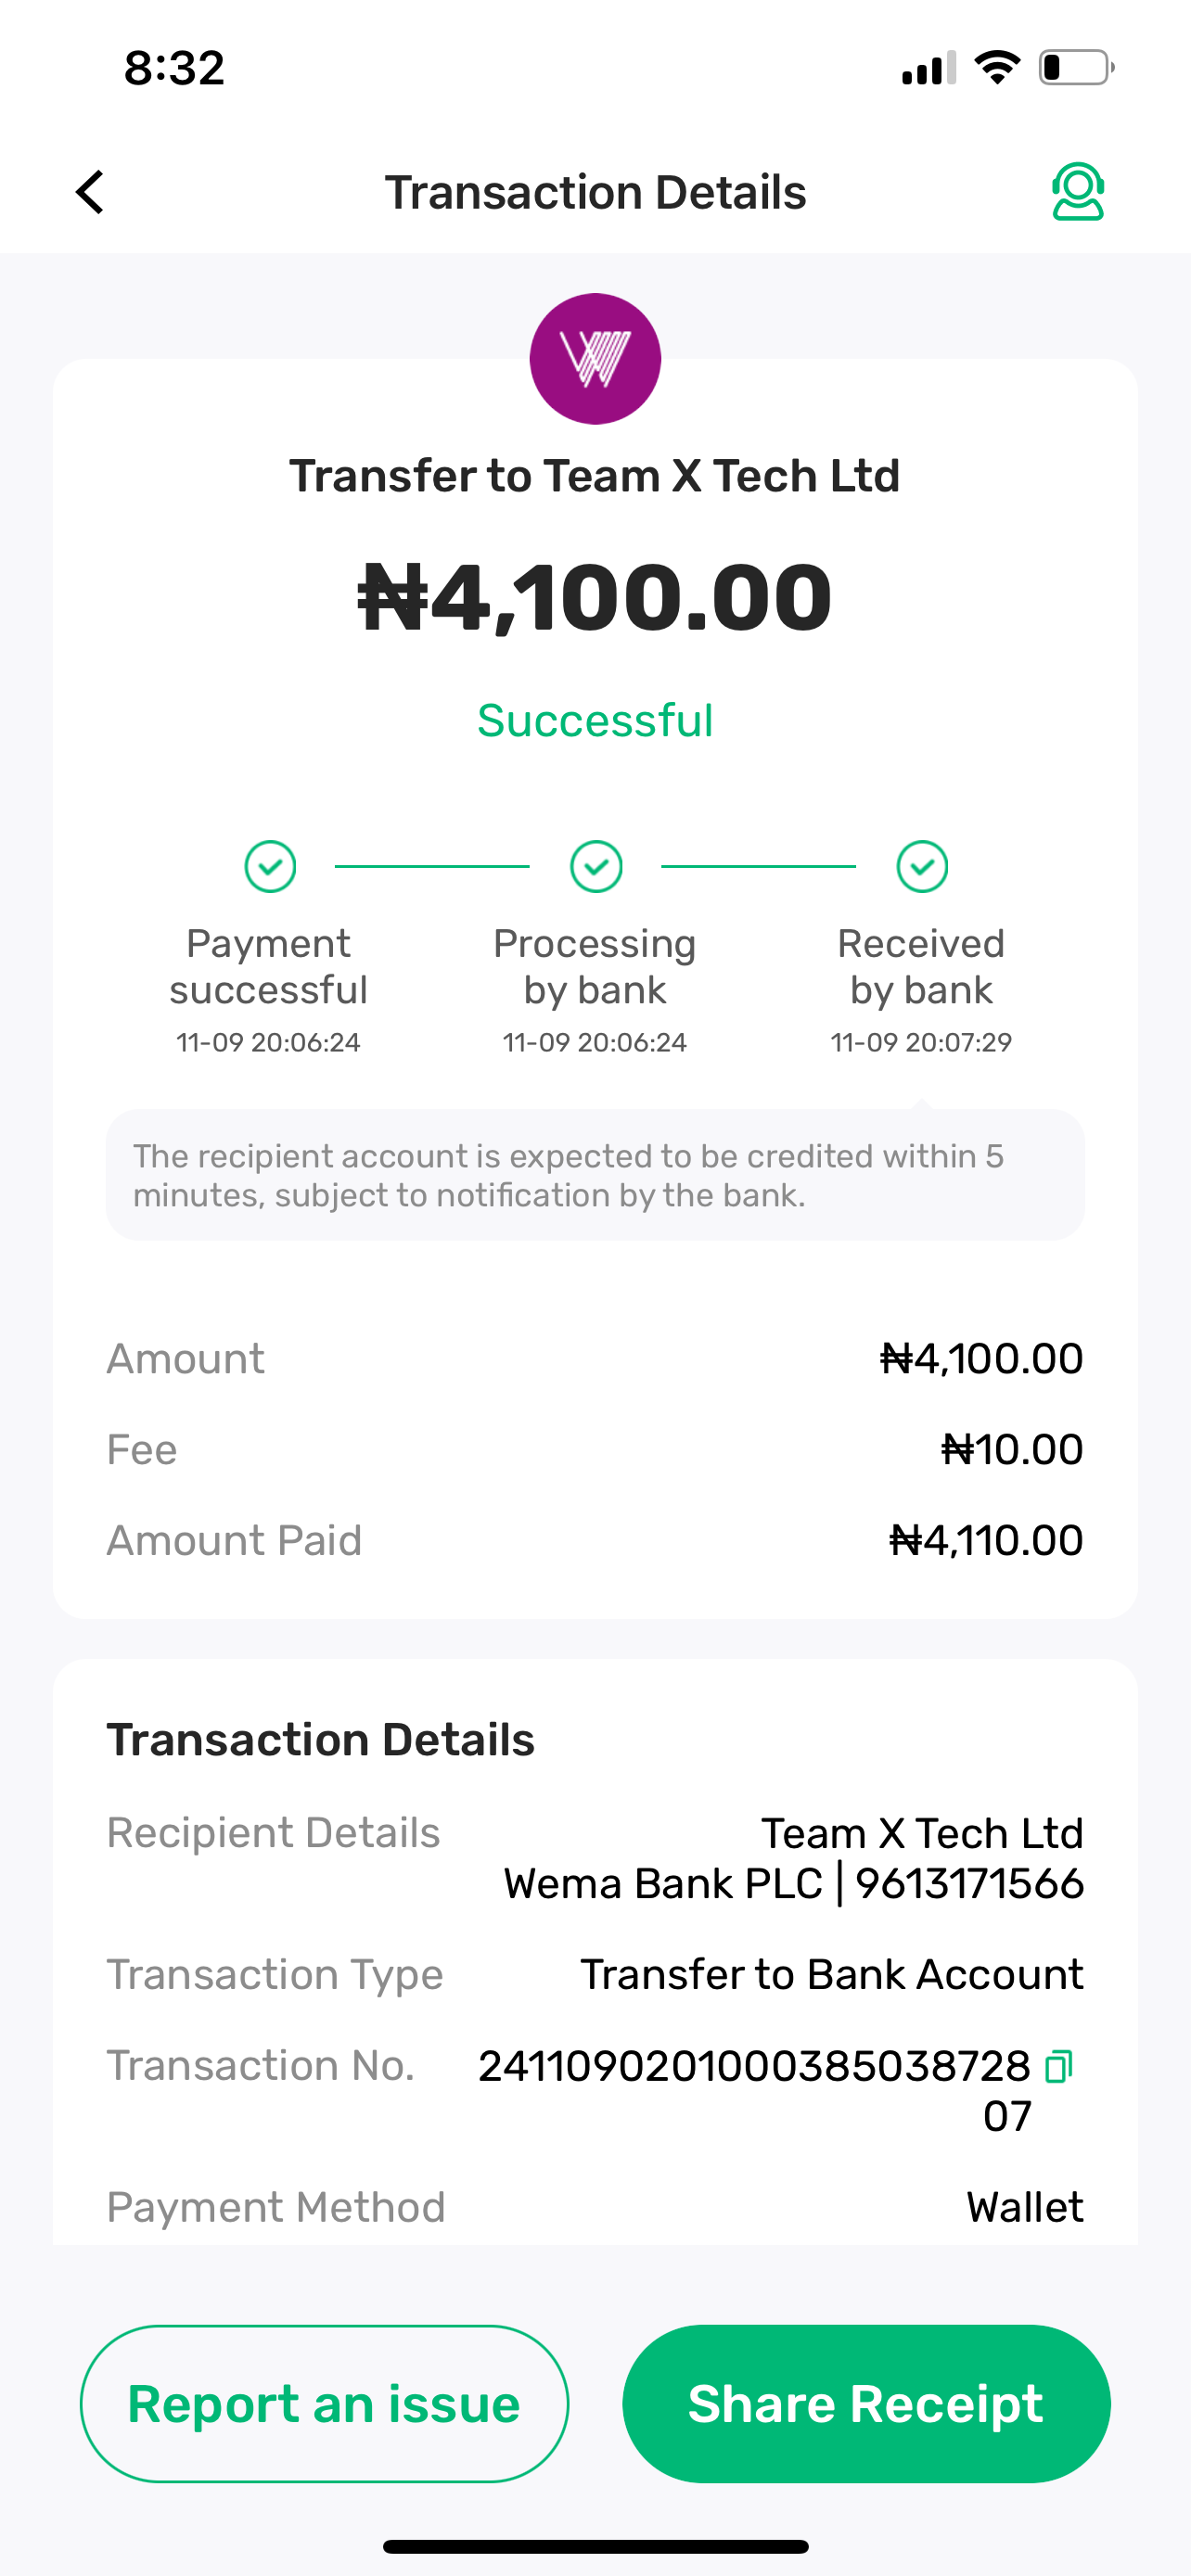 8:32
Transaction Details
Transfer to Team X Tech Ltd
₦4,100.00
Successful
Payment successful
11-09 20:06:24
Processing by bank
11-09 20:06:24
Received by bank
11-09 20:07:29
The recipient account is expected to be credited within 5
minutes, subject to notification by the bank.
Amount ₦4,100.00
Fee ₦10.00
Amount Paid ₦4,110.00
Transaction Details
Recipient Details Team X Tech Ltd
Wema Bank PLC | 9613171566
Transaction Type Transfer to Bank Account
Transaction No. 2411090201000385038728
07
Payment Method Wallet
Report an issue Share Receipt